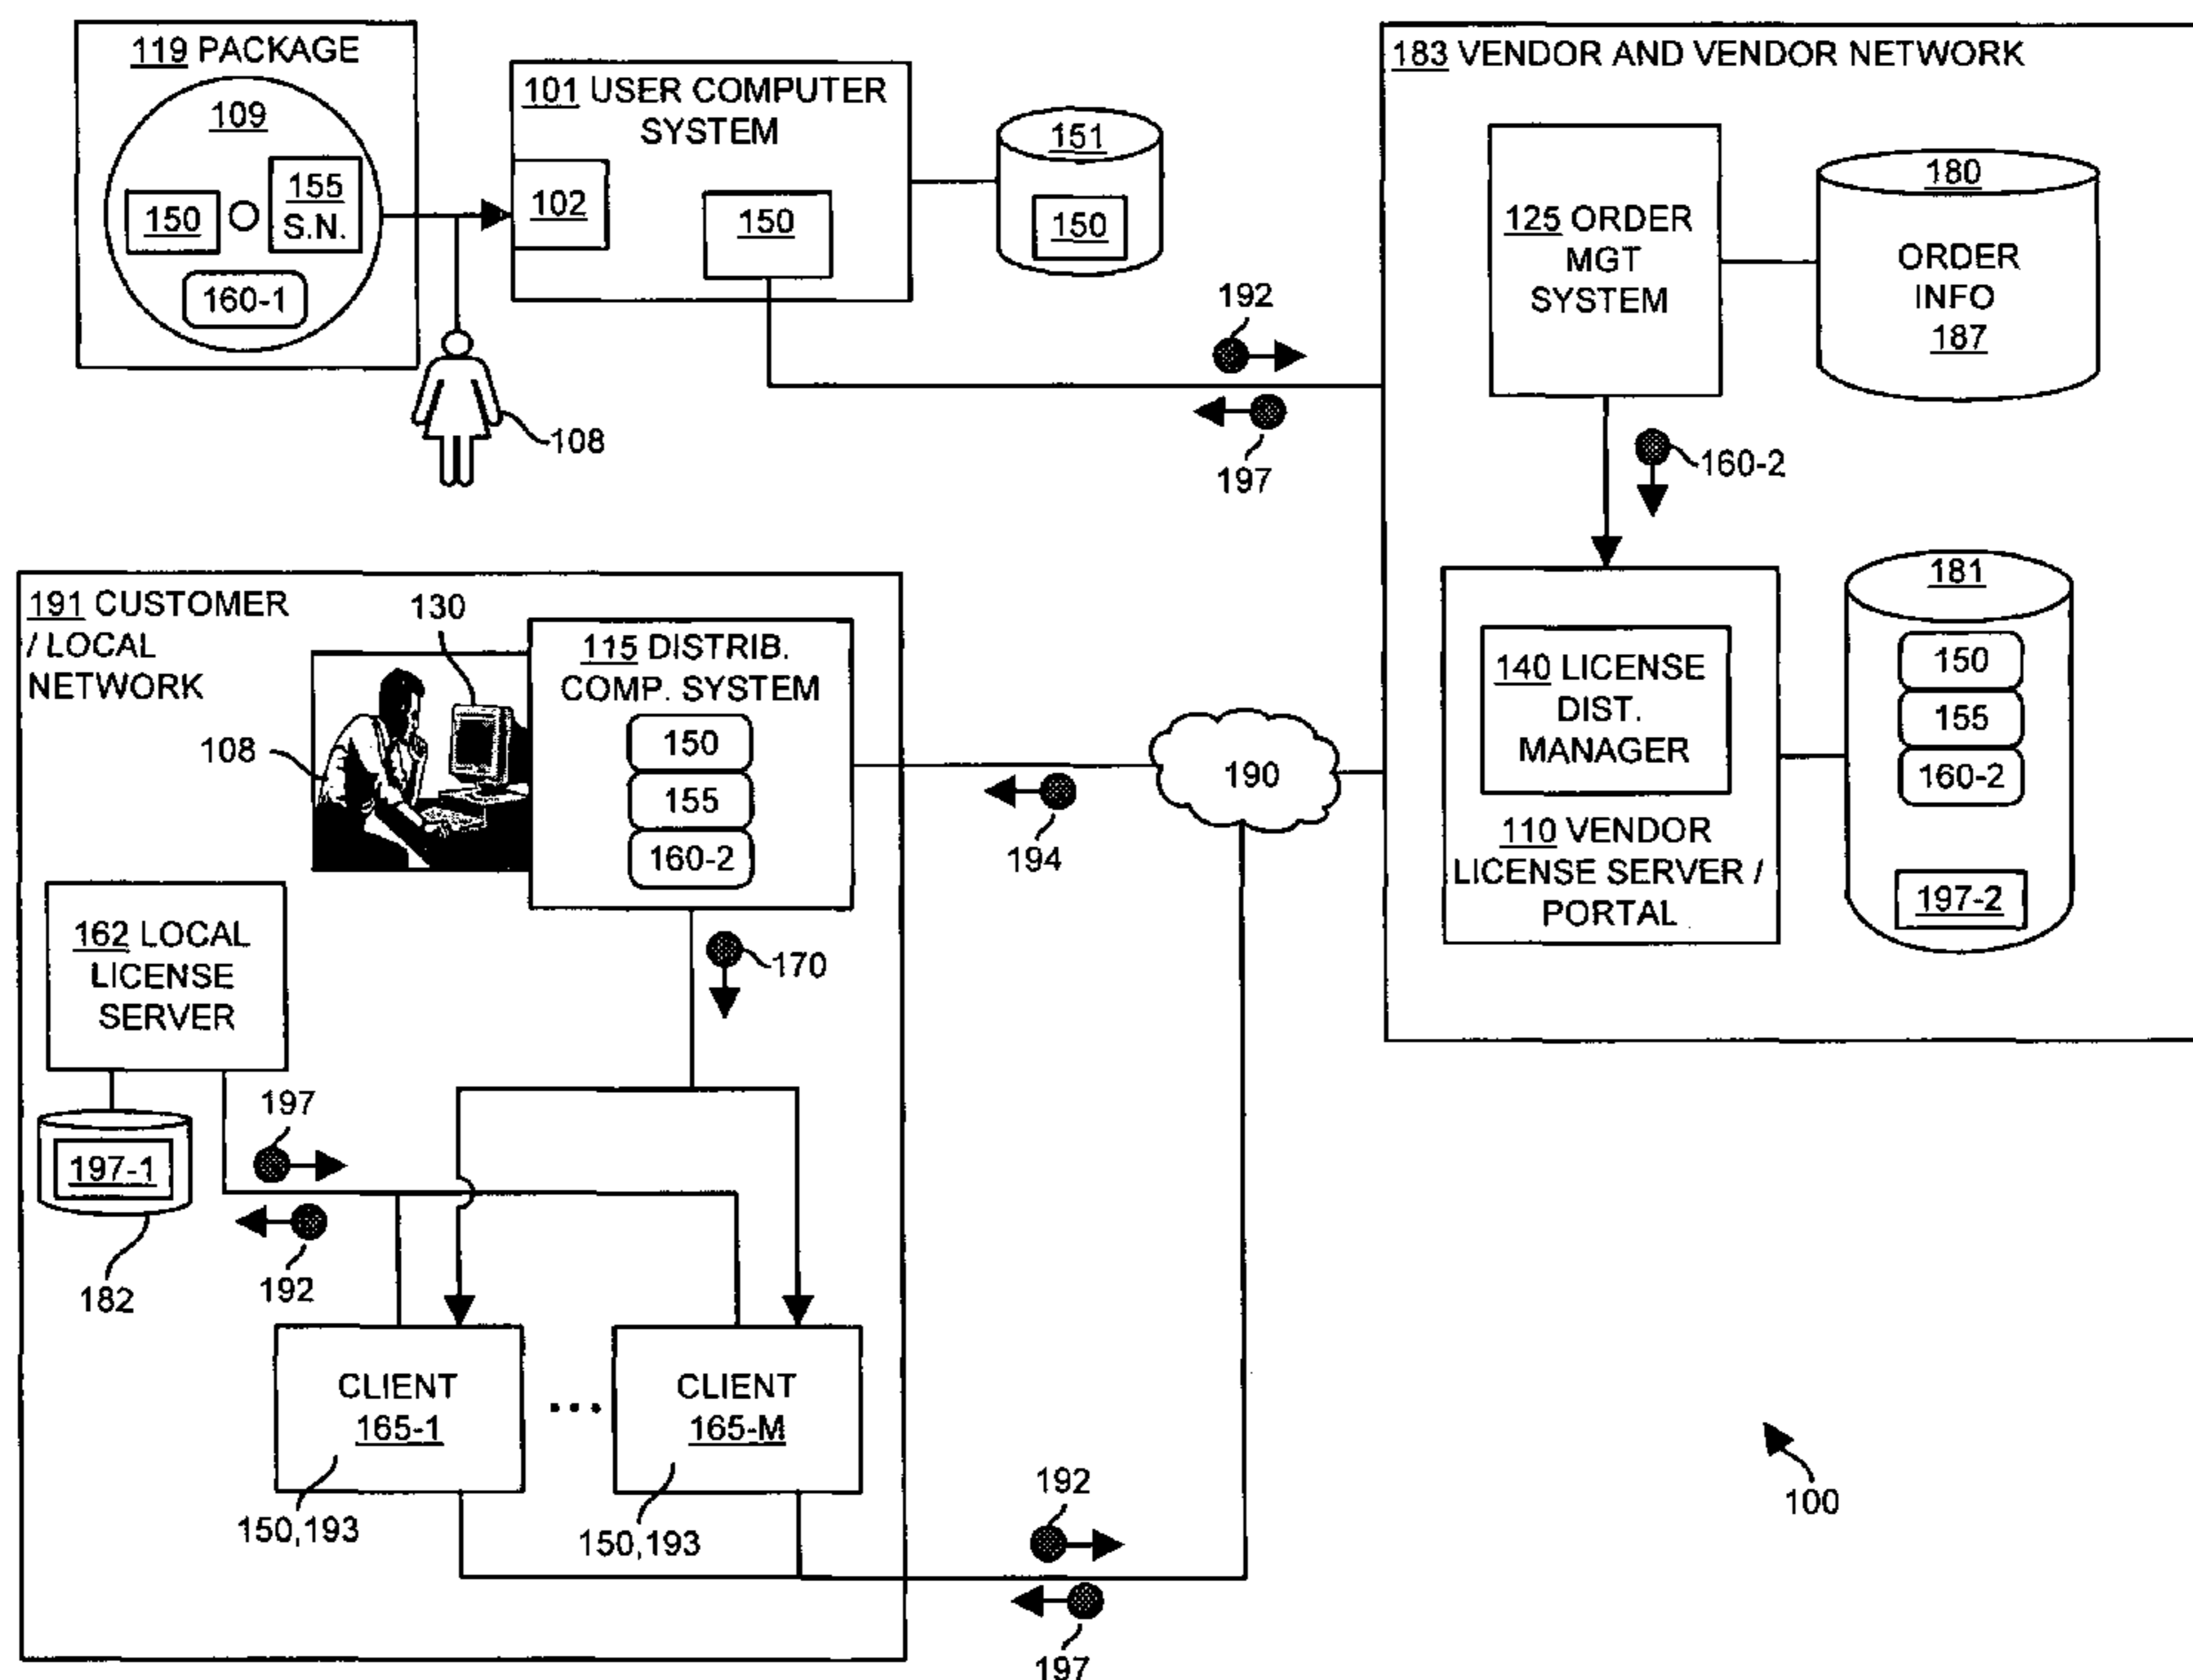 119 PACKAGE
109
150
155
S.N.
160-1
108
101 USER COMPUTER
SYSTEM
102
150
151
150
192
197
183 VENDOR AND VENDOR NETWORK
125 ORDER
MGT
SYSTEM
180
ORDER
INFO
187
160-2
140 LICENSE
DIST.
MANAGER
110 VENDOR
LICENSE SERVER /
PORTAL
181
150
155
160-2
197-2
191 CUSTOMER
/ LOCAL
NETWORK
130
108
115 DISTRIB.
COMP. SYSTEM
150
155
160-2
190
194
162 LOCAL
LICENSE
SERVER
170
197
197-1
192
182
CLIENT
165-1
...
CLIENT
165-M
150,193
150,193
192
197
100